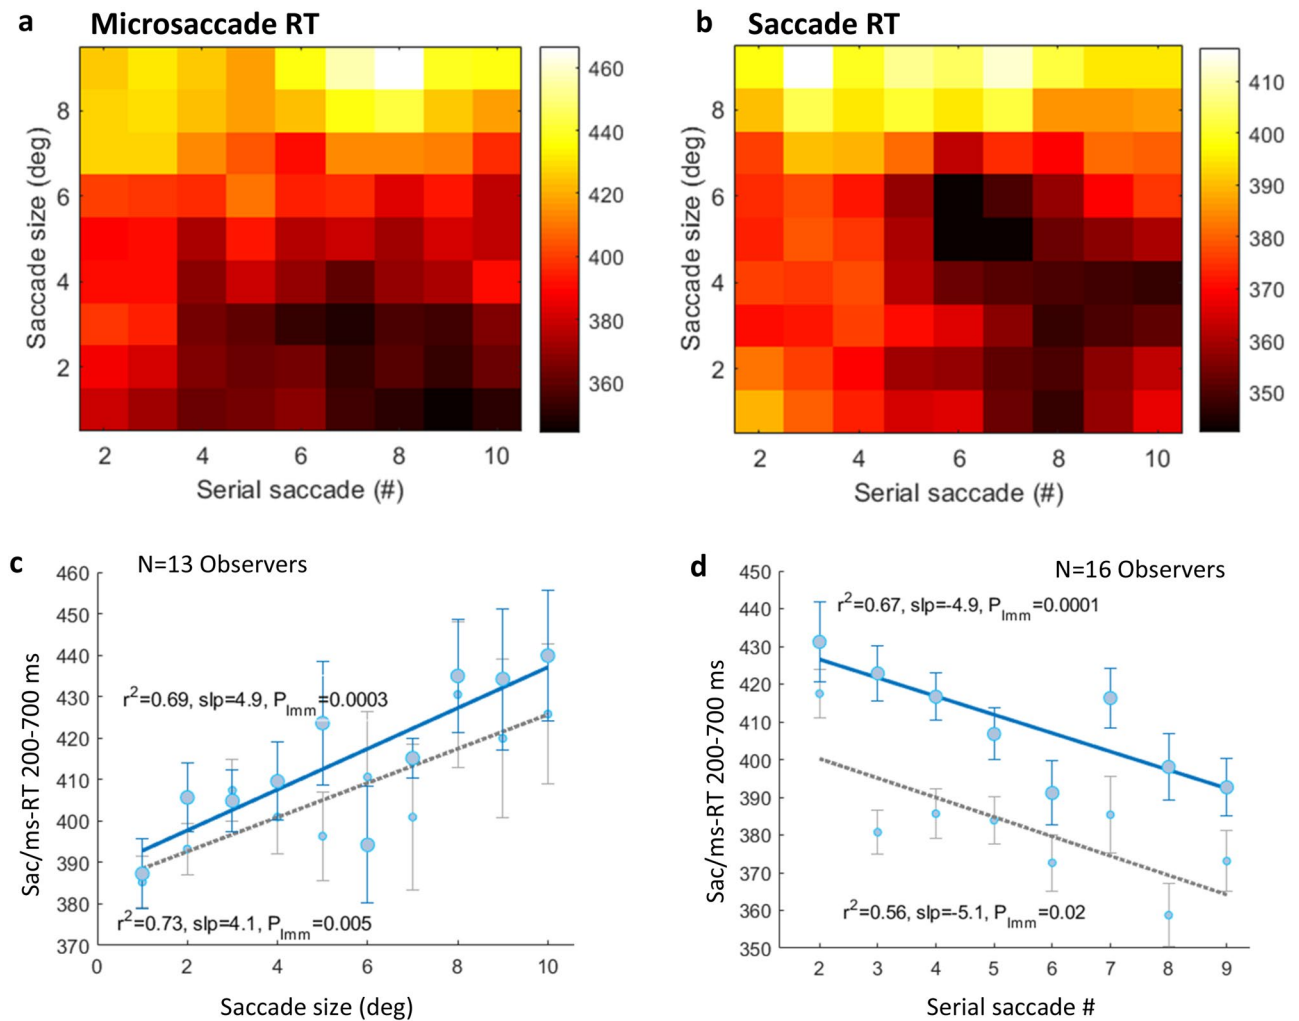 a Microsaccade RT
Saccade size (deg)
8
6
4
2
2 4 6 8 10
Serial saccade (#)
460
440
420
400
380
360
b Saccade RT
Saccade size (deg)
8
6
4
2
2 4 6 8 10
Serial saccade (#)
410
400
390
380
370
360
350
c N=13 Observers
Sac/ms-RT 200-700 ms
460
450
440
430
420
410
400
390
380
370
r²=0.69, slp=4.9, Plmm=0.0003
r²=0.73, slp=4.1, Plmm=0.005
0 2 4 6 8 10
Saccade size (deg)
d N=16 Observers
Sac/ms-RT 200-700 ms
450
440
430
420
410
400
390
380
370
360
350
r²=0.67, slp=-4.9, Plmm=0.0001
r²=0.56, slp=-5.1, Plmm=0.02
2 3 4 5 6 7 8 9
Serial saccade #